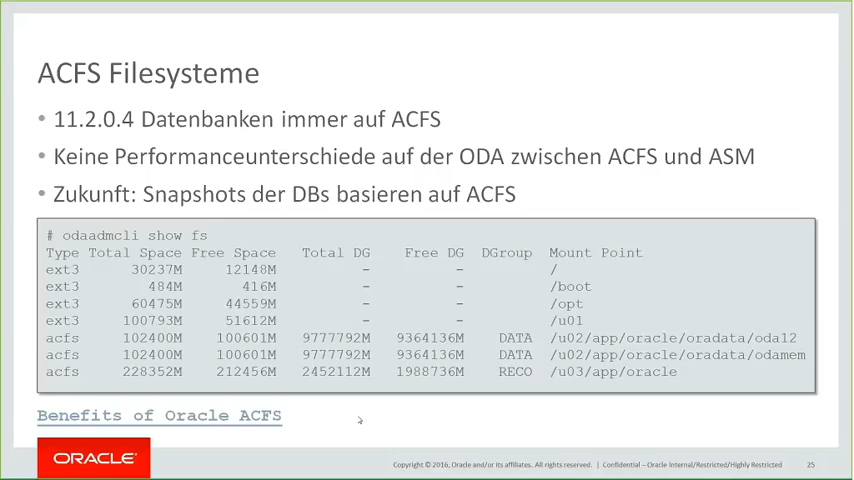 ACFS Filesysteme
• 11.2.0.4 Datenbanken immer auf ACFS
• Keine Performanceunterschiede auf der ODA zwischen ACFS und ASM
• Zukunft: Snapshots der DBs basieren auf ACFS
# odaadmcli show fs
Type Total Space Free Space Total DG Free DG DGroup Mount Point
ext3 30237M 12148M - - /
ext3 484M 416M - - /boot
ext3 60475M 44559M - - /opt
ext3 100793M 51612M - - /u01
acfs 102400M 100601M 9777792M 9364136M DATA /u02/app/oracle/oradata/oda12
acfs 102400M 100601M 9777792M 9364136M DATA /u02/app/oracle/oradata/odamem
acfs 228352M 212456M 2452112M 1988736M RECO /u03/app/oracle
Benefits of Oracle ACFS
ORACLE®
Copyright © 2016, Oracle and/or its affiliates. All rights reserved. | Confidential – Oracle Internal/Restricted/Highly Restricted 25